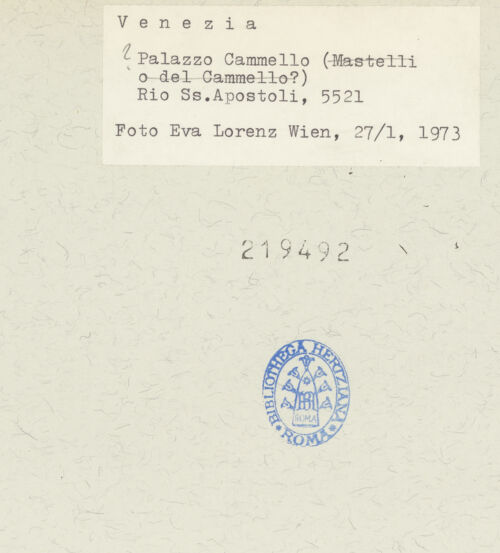 V e n e z i a
? Palazzo Cammello (Mastelli
o del Cammello?)
Rio Ss.Apostoli, 5521
Foto Eva Lorenz Wien, 27/1, 1973
219492
BIBLIOTHECA HERTZIANA
ROMA
* ROMA *